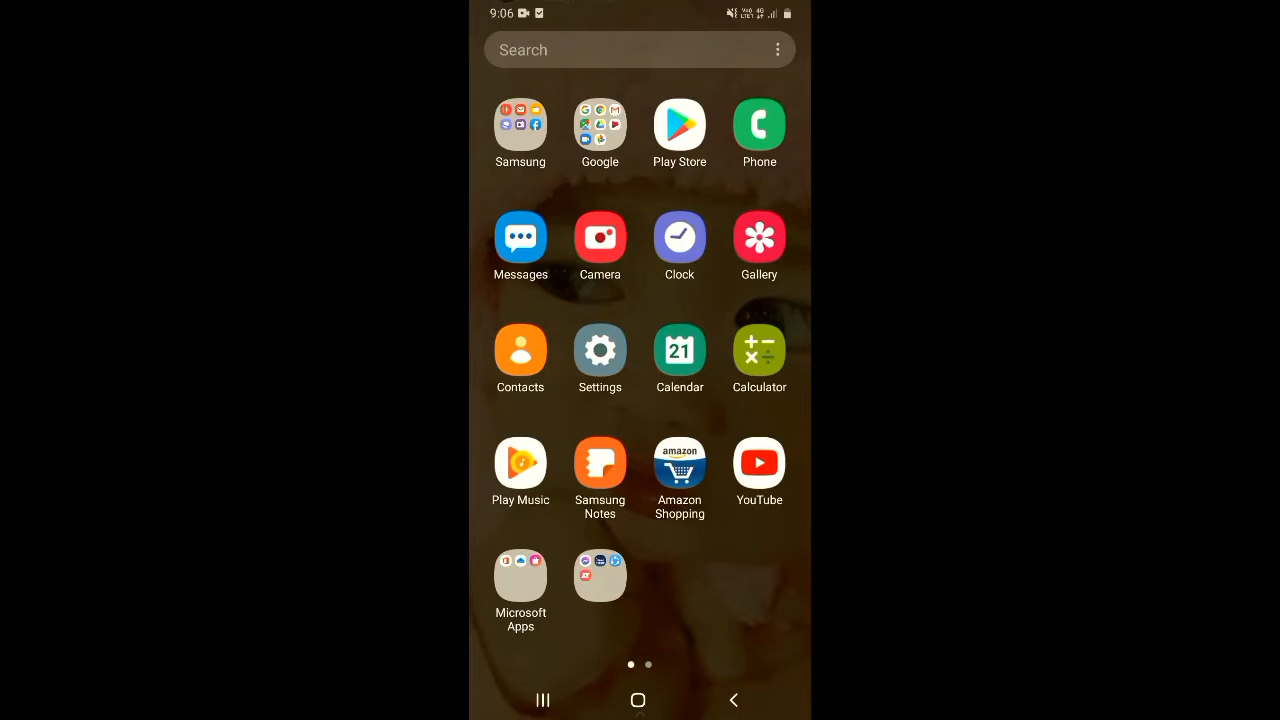 9:06
Search
Samsung
Google
Play Store
Phone
Messages
Camera
Clock
Gallery
21
Contacts
Settings
Calendar
Calculator
amazon
Play Music
Samsung
Notes
Amazon
Shopping
YouTube
Microsoft
Apps